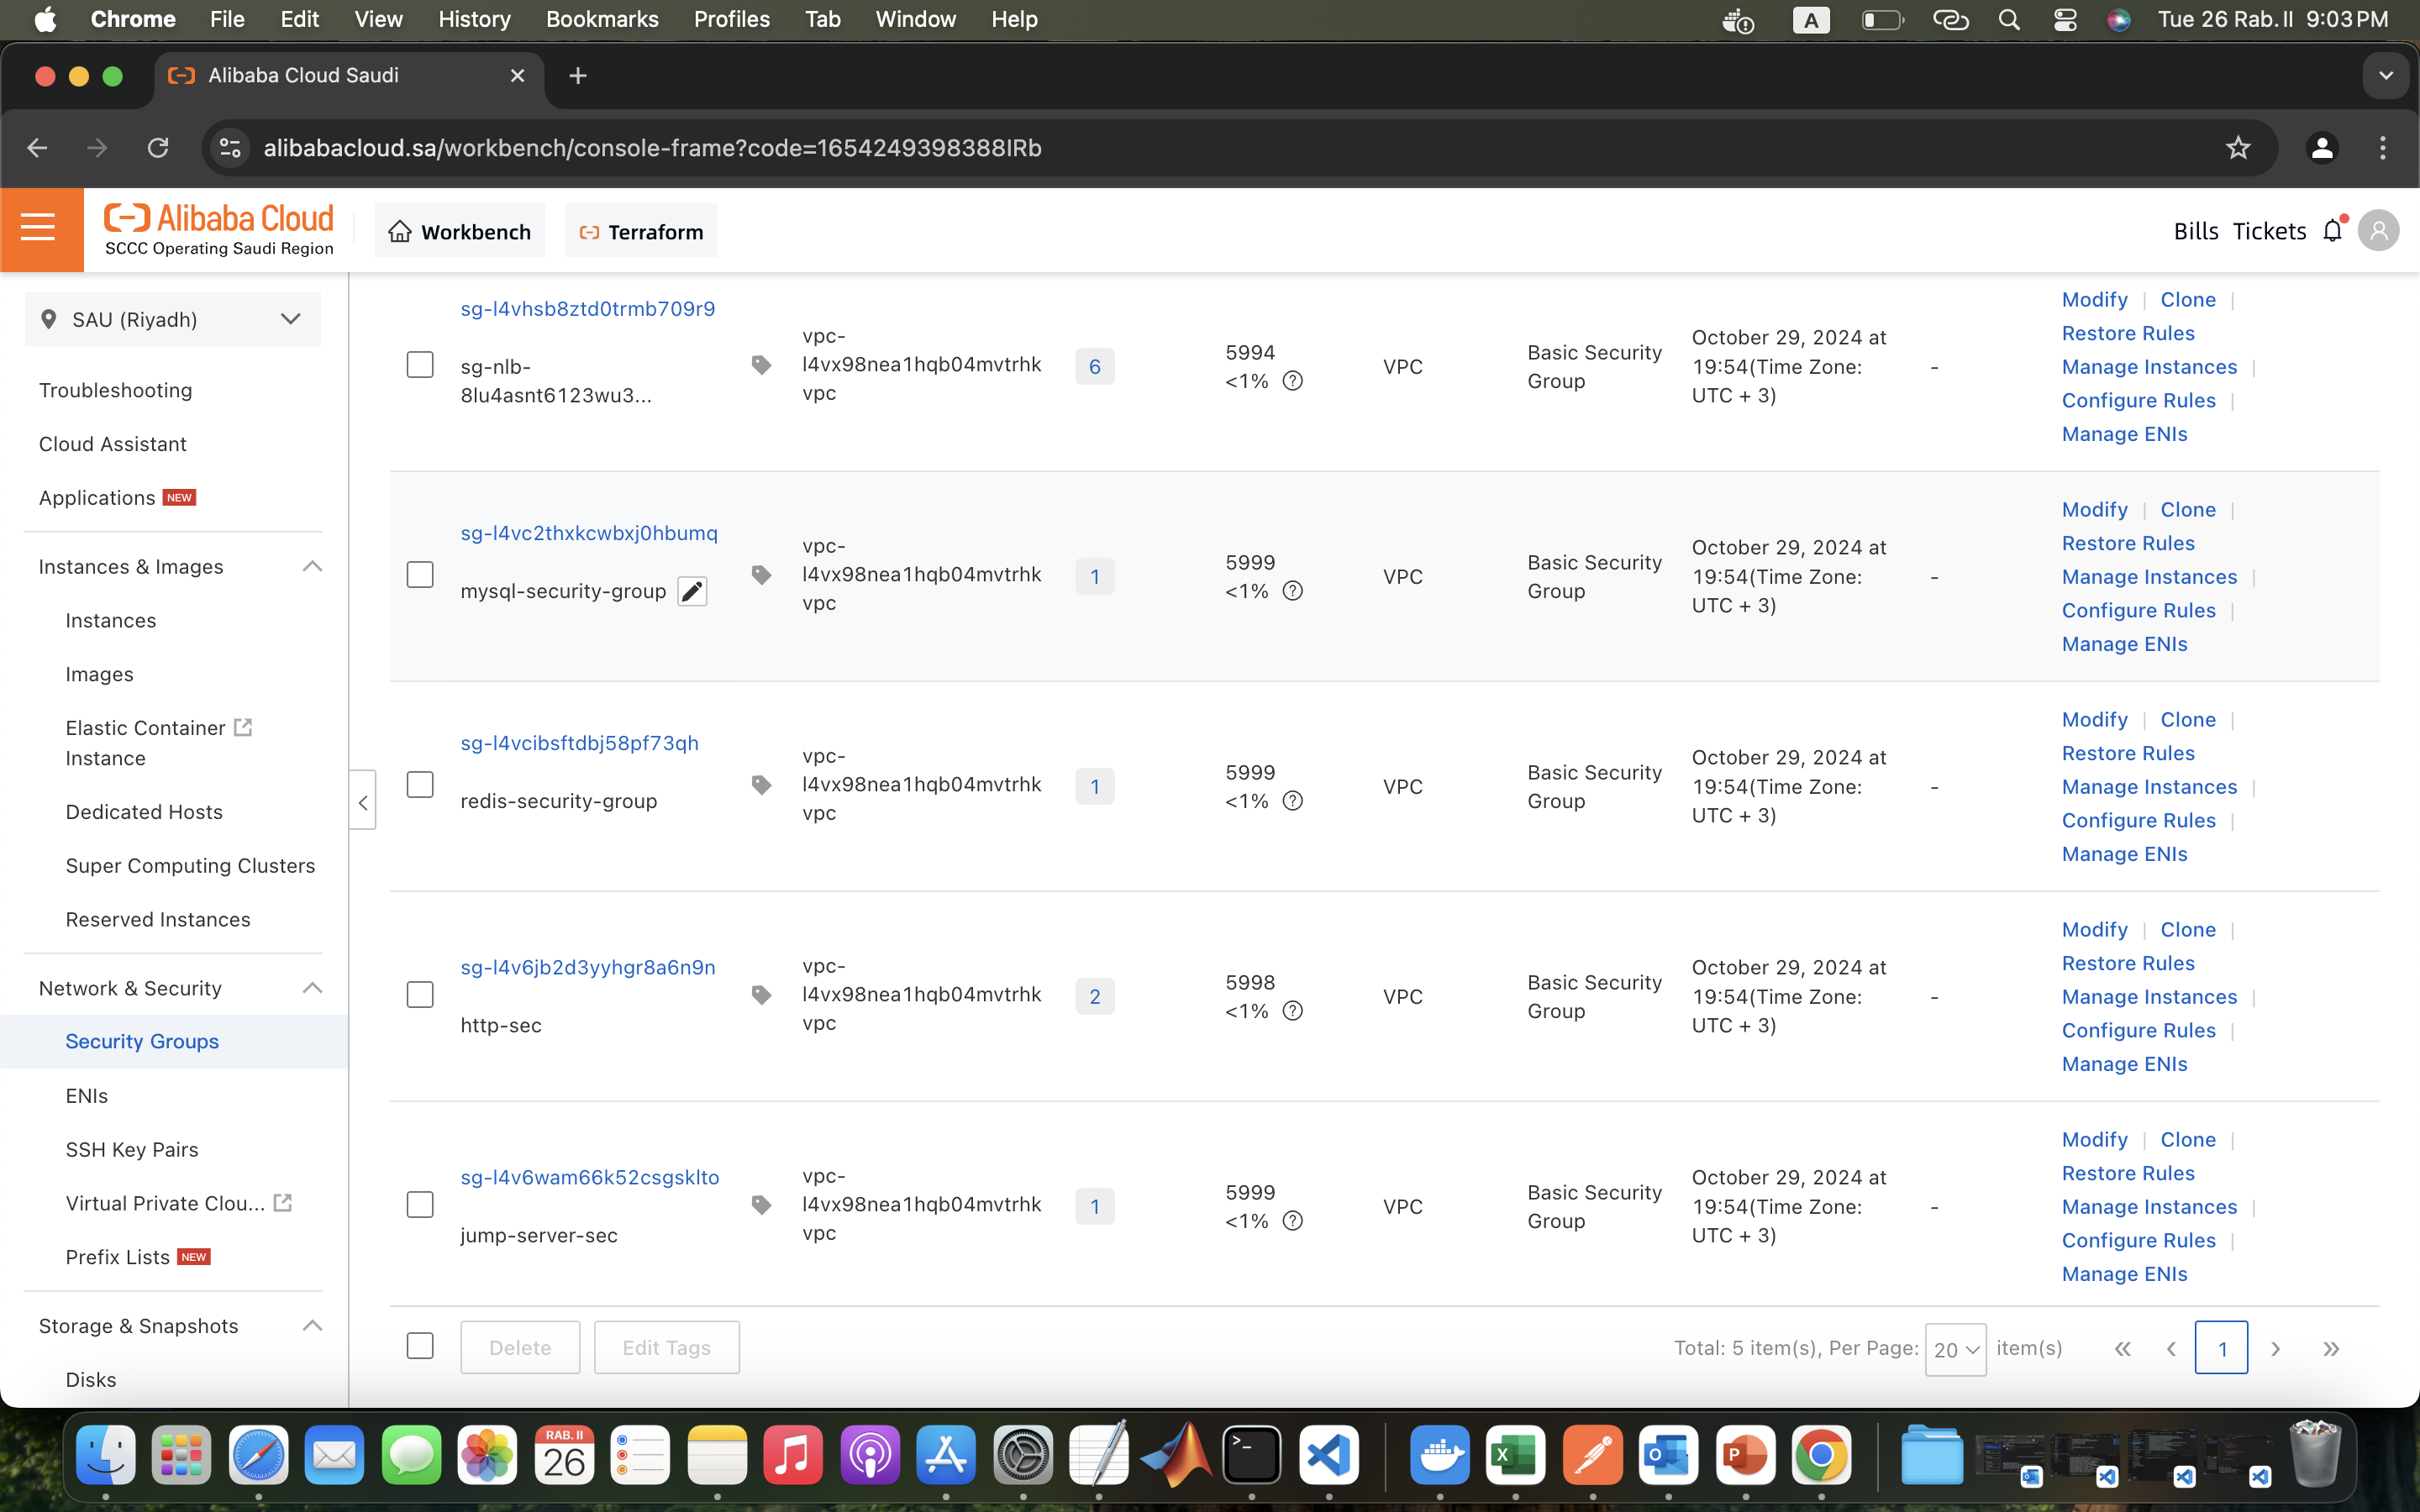 Chrome File Edit View History Bookmarks Profiles Tab Window Help A Tue 26 Rab. II 9:03 PM
Alibaba Cloud Saudi
alibabacloud.sa/workbench/console-frame?code=1654249398388IRb
Alibaba Cloud
SCCC Operating Saudi Region
Workbench
Terraform
Bills Tickets
SAU (Riyadh)
Troubleshooting
Cloud Assistant
Applications NEW
Instances & Images
Instances
Images
Elastic Container
Instance
Dedicated Hosts
Super Computing Clusters
Reserved Instances
Network & Security
Security Groups
ENIs
SSH Key Pairs
Virtual Private Clou...
Prefix Lists NEW
Storage & Snapshots
Disks
sg-l4vhsb8ztd0trmb709r9
sg-nlb-
8lu4asnt6123wu3...
vpc-
l4vx98nea1hqb04mvtrhk
vpc
6
5994
<1%
VPC
Basic Security
Group
October 29, 2024 at
19:54(Time Zone:
UTC + 3)
-
Modify | Clone |
Restore Rules
Manage Instances |
Configure Rules |
Manage ENIs
sg-l4vc2thxkcwbxj0hbumq
mysql-security-group
vpc-
l4vx98nea1hqb04mvtrhk
vpc
1
5999
<1%
VPC
Basic Security
Group
October 29, 2024 at
19:54(Time Zone:
UTC + 3)
-
Modify | Clone |
Restore Rules
Manage Instances |
Configure Rules |
Manage ENIs
sg-l4vcibsftdbj58pf73qh
redis-security-group
vpc-
l4vx98nea1hqb04mvtrhk
vpc
1
5999
<1%
VPC
Basic Security
Group
October 29, 2024 at
19:54(Time Zone:
UTC + 3)
-
Modify | Clone |
Restore Rules
Manage Instances |
Configure Rules |
Manage ENIs
sg-l4v6jb2d3yyhgr8a6n9n
http-sec
vpc-
l4vx98nea1hqb04mvtrhk
vpc
2
5998
<1%
VPC
Basic Security
Group
October 29, 2024 at
19:54(Time Zone:
UTC + 3)
-
Modify | Clone |
Restore Rules
Manage Instances |
Configure Rules |
Manage ENIs
sg-l4v6wam66k52csgsklto
jump-server-sec
vpc-
l4vx98nea1hqb04mvtrhk
vpc
1
5999
<1%
VPC
Basic Security
Group
October 29, 2024 at
19:54(Time Zone:
UTC + 3)
-
Modify | Clone |
Restore Rules
Manage Instances |
Configure Rules |
Manage ENIs
Delete Edit Tags Total: 5 item(s), Per Page: 20 item(s) « ‹ 1 › »
RAB. II
26